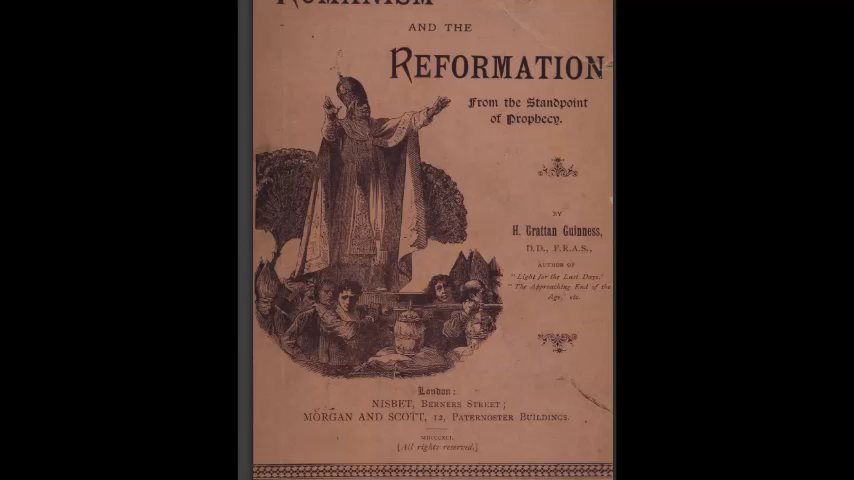 ROMANISM
AND THE
REFORMATION
From the Standpoint
of Prophecy.
BY
H. Grattan Guinness,
D.D., F.R.A.S.,
AUTHOR OF
"Light for the Last Days,"
"The Approaching End of the
Age," etc.
London:
NISBET, BERNERS STREET;
MORGAN AND SCOTT, 12, PATERNOSTER BUILDINGS.
[All rights reserved.]